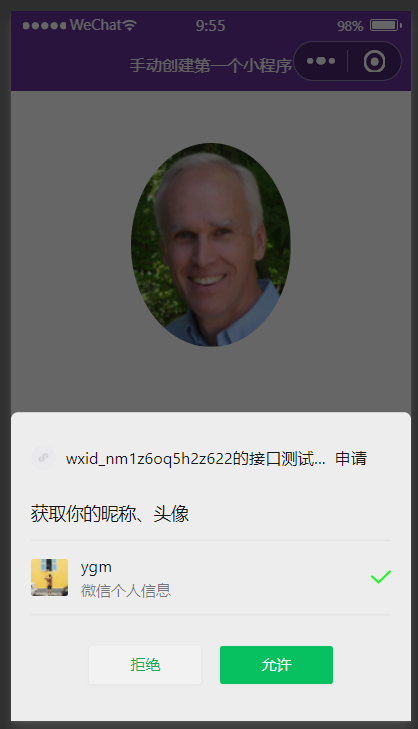 WeChat 9:55 98%
手动创建第一个小程序
wxid_nm1z6oq5h2z622的接口测试... 申请
获取你的昵称、头像
ygm
微信个人信息
拒绝 允许